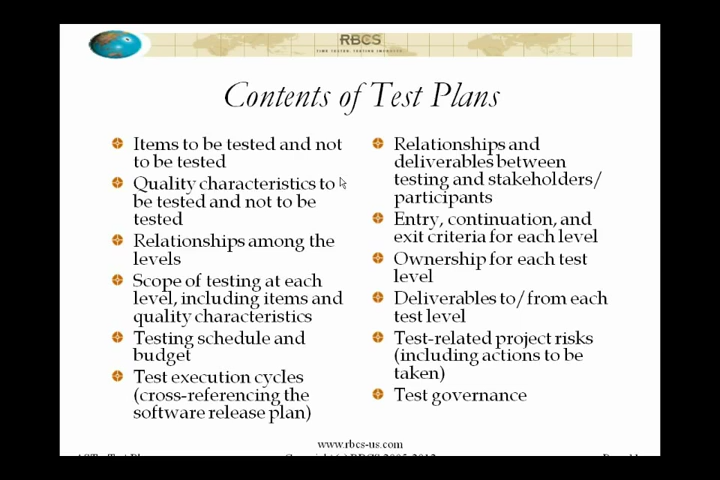 RBCS
TIME TESTED. TESTING IMPROVED.
Contents of Test Plans
Items to be tested and not
to be tested
Quality characteristics to
be tested and not to be
tested
Relationships among the
levels
Scope of testing at each
level, including items and
quality characteristics
Testing schedule and
budget
Test execution cycles
(cross-referencing the
software release plan)
Relationships and
deliverables between
testing and stakeholders/
participants
Entry, continuation, and
exit criteria for each level
Ownership for each test
level
Deliverables to/from each
test level
Test-related project risks
(including actions to be
taken)
Test governance
www.rbcs-us.com